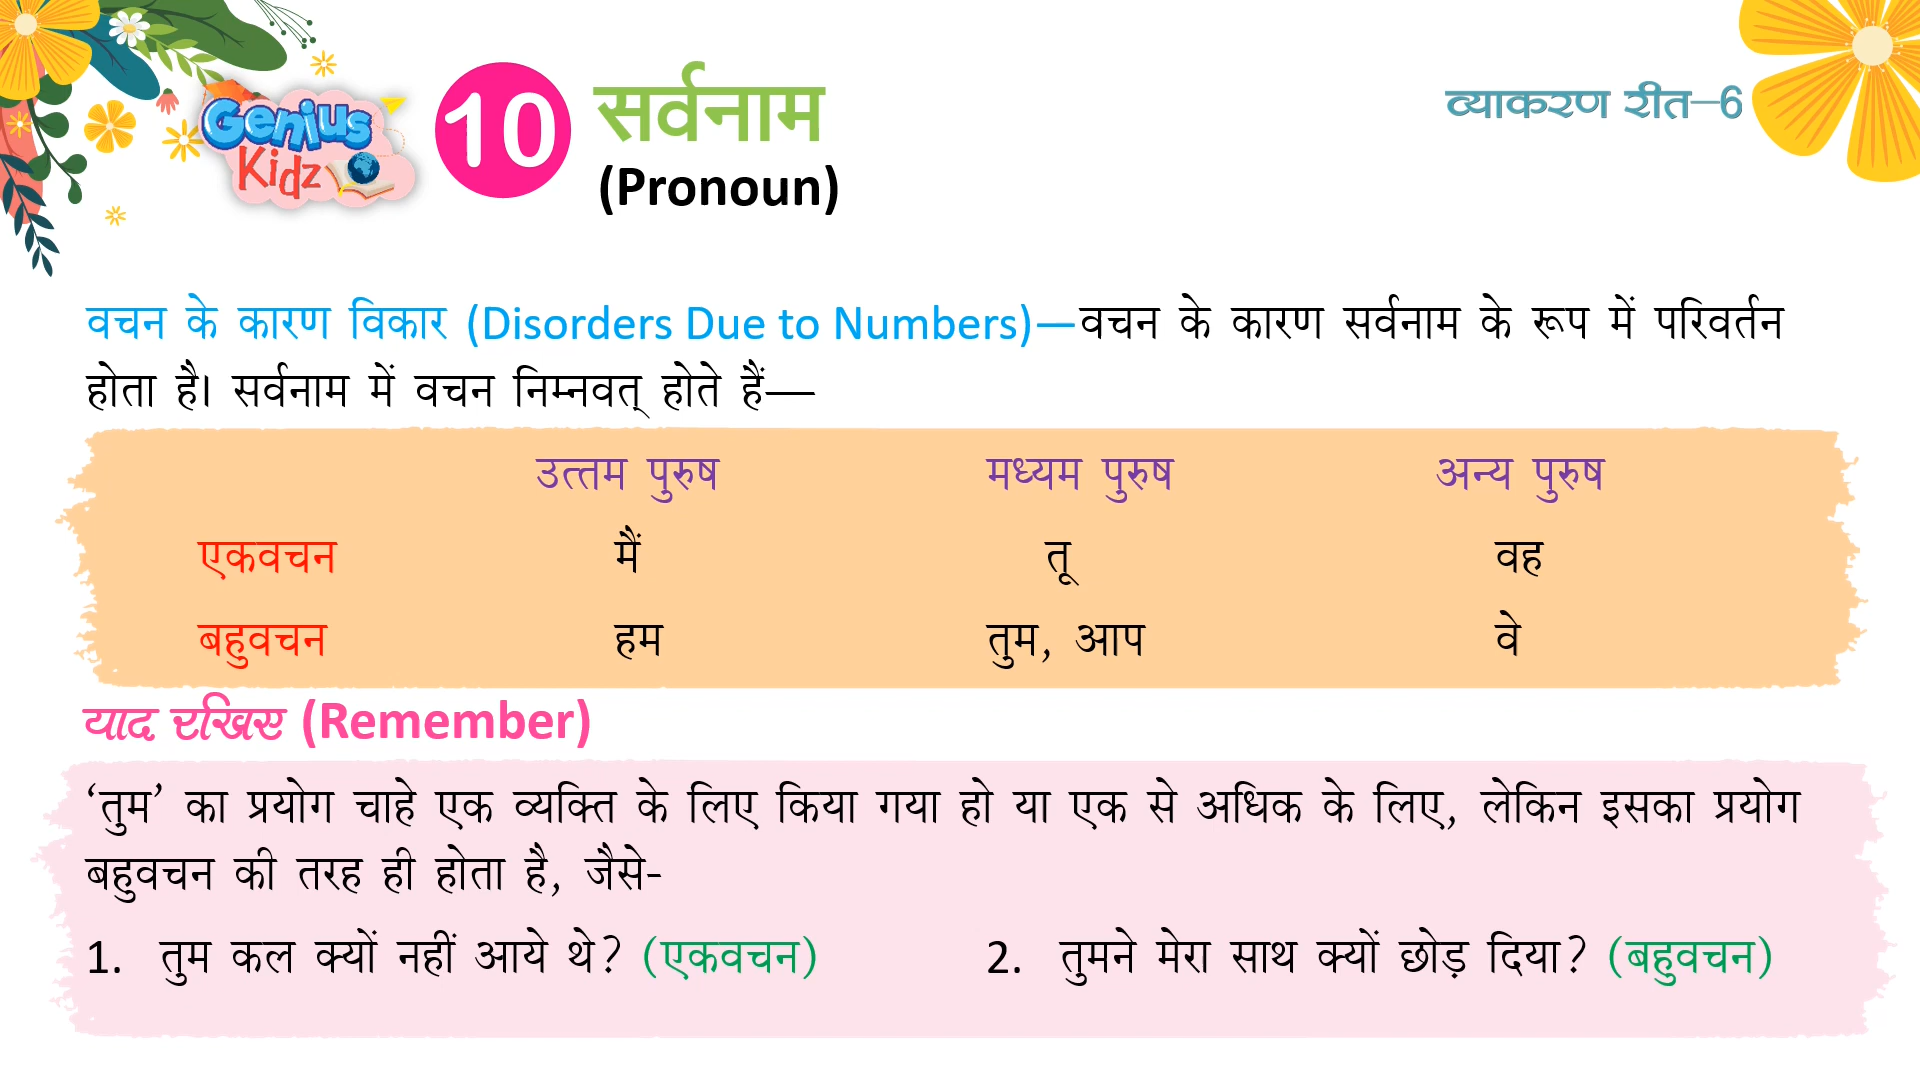 Genius
Kidz
10 सर्वनाम
(Pronoun)
व्याकरण रीत–6
वचन के कारण विकार (Disorders Due to Numbers)—वचन के कारण सर्वनाम के रूप में परिवर्तन
होता है। सर्वनाम में वचन निम्नवत् होते हैं—
उत्तम पुरुष मध्यम पुरुष अन्य पुरुष
एकवचन मैं तू वह
बहुवचन हम तुम, आप वे
याद रखिए (Remember)
‘तुम’ का प्रयोग चाहे एक व्यक्ति के लिए किया गया हो या एक से अधिक के लिए, लेकिन इसका प्रयोग
बहुवचन की तरह ही होता है, जैसे-
1. तुम कल क्यों नहीं आये थे? (एकवचन) 2. तुमने मेरा साथ क्यों छोड़ दिया? (बहुवचन)